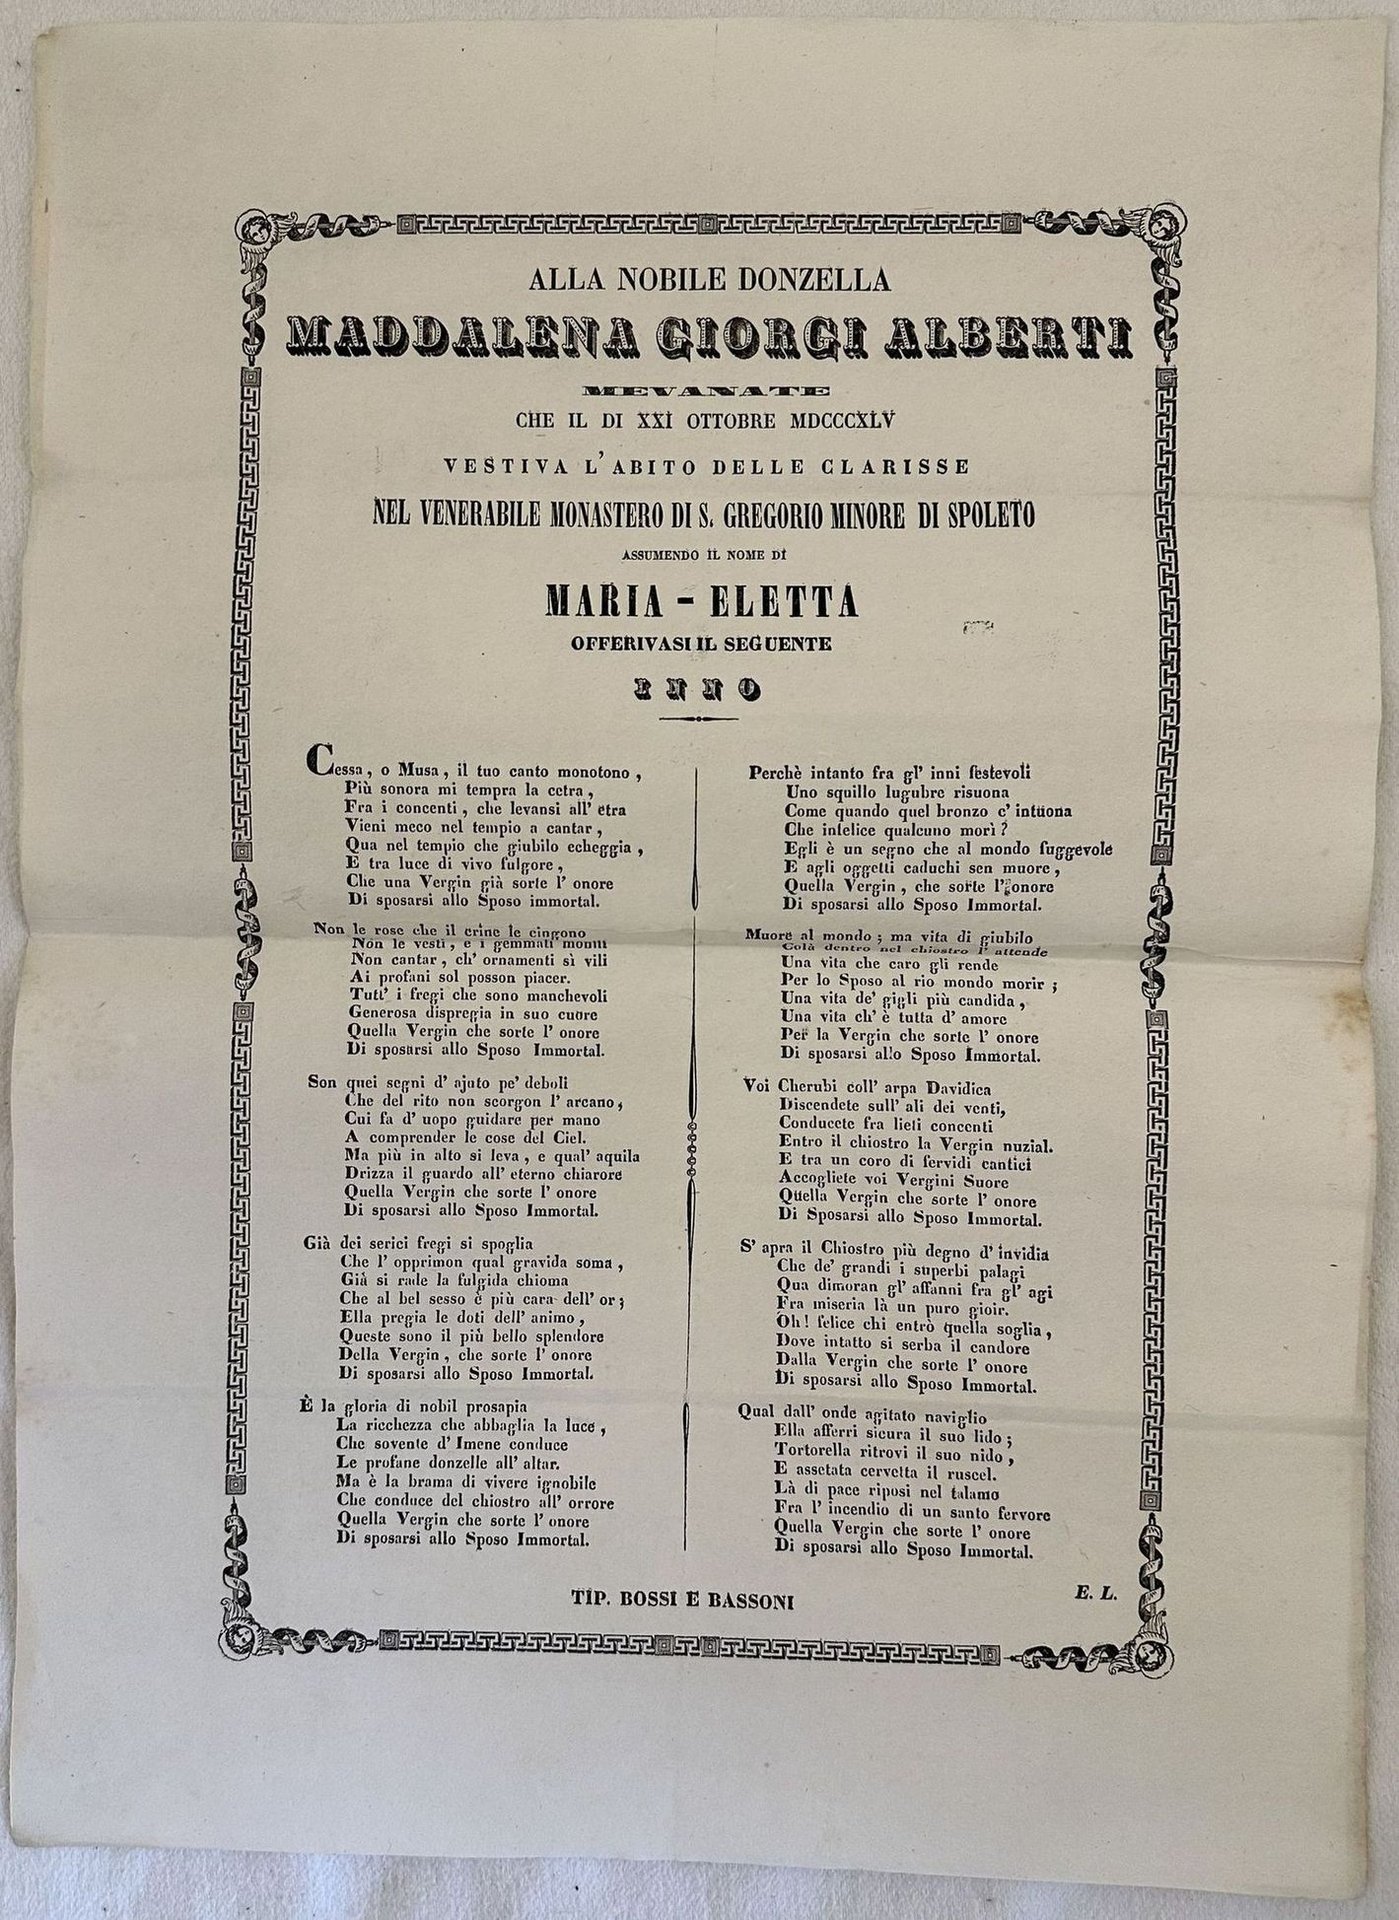 ALLA NOBILE DONZELLA
MADDALENA GIORGI ALBERTI
MEVANATE
CHE IL DI XXI OTTOBRE MDCCCXLV
VESTIVA L' ABITO DELLE CLARISSE
NEL VENERABILE MONASTERO DI S. GREGORIO MINORE DI SPOLETO
ASSUMENDO IL NOME DI
MARIA - ELETTA
OFFERIVASI IL SEGUENTE
INNO
Cessa, o Musa, il tuo canto monotono,
Più sonora mi tempra la cetra,
Fra i concenti, che levansi all' etra
Vieni meco nel tempio a cantar,
Qua nel tempio che giubilo echeggia,
E tra luce di vivo fulgore,
Che una Vergin già sorte l' onore
Di sposarsi allo Sposo immortal.
Non le rose che il crine le cingono
Non le vesti, e i gemmati monili
Non cantar, ch' ornamenti sì vili
Ai profani sol posson piacer.
Tutt' i fregi che sono manchevoli
Generosa dispregia in suo cuore
Quella Vergin che sorte l' onore
Di sposarsi allo Sposo Immortal.
Son quei segni d' ajuto pe' deboli
Che del rito non scorgon l' arcano,
Cui fa d' uopo guidare per mano
A comprender le cose del Ciel.
Ma più in alto si leva, e qual' aquila
Drizza il guardo all' eterno chiarore
Quella Vergin che sorte l' onore
Di sposarsi allo Sposo Immortal.
Già dei serici fregi si spoglia
Che l' opprimon qual gravida soma,
Già si rade la fulgida chioma
Che al bel sesso è più cara dell' or;
Ella pregia le doti dell' animo,
Queste sono il più bello splendore
Della Vergin, che sorte l' onore
Di sposarsi allo Sposo Immortal.
È la gloria di nobil prosapia
La ricchezza che abbaglia la luce,
Che sovente d' Imene conduce
Le profane donzelle all' altar.
Ma è la brama di vivere ignobile
Che conduce del chiostro all' orrore
Quella Vergin che sorte l' onore
Di sposarsi allo Sposo Immortal.
Perchè intanto fra gl' inni festevoli
Uno squillo lugubre risuona
Come quando quel bronzo c' intuona
Che infelice qualcuno morì?
Egli è un segno che al mondo fuggevole
E agli oggetti caduchi sen muore,
Quella Vergin, che sorte l' onore
Di sposarsi allo Sposo Immortal.
Muore al mondo; ma vita di giubilo
Colà dentro nel chiostro l' attende
Una vita che caro gli rende
Per lo Sposo al rio mondo morir;
Una vita de' gigli più candida,
Una vita ch' è tutta d' amore
Per la Vergin che sorte l' onore
Di sposarsi allo Sposo Immortal.
Voi Cherubi coll' arpa Davidica
Discendete sull' ali dei venti,
Conducete fra lieti concenti
Entro il chiostro la Vergin nuzial.
E tra un coro di fervidi cantici
Accogliete voi Vergini Suore
Quella Vergin che sorte l' onore
Di Sposarsi allo Sposo Immortal.
S' apra il Chiostro più degno d' invidia
Che de' grandi i superbi palagi
Qua dimoran gl' affanni fra gl' agi
Fra miseria là un puro gioir.
Oh! felice chi entrò quella soglia,
Dove intatto si serba il candore
Dalla Vergin che sorte l' onore
Di sposarsi allo Sposo Immortal.
Qual dall' onde agitato naviglio
Ella afferri sicura il suo lido;
Tortorella ritrovi il suo nido,
E assetata cervetta il ruscel.
Là di pace riposi nel talamo
Fra l' incendio di un santo fervore
Quella Vergin che sorte l' onore
Di sposarsi allo Sposo Immortal.
E. L.
TIP. BOSSI E BASSONI